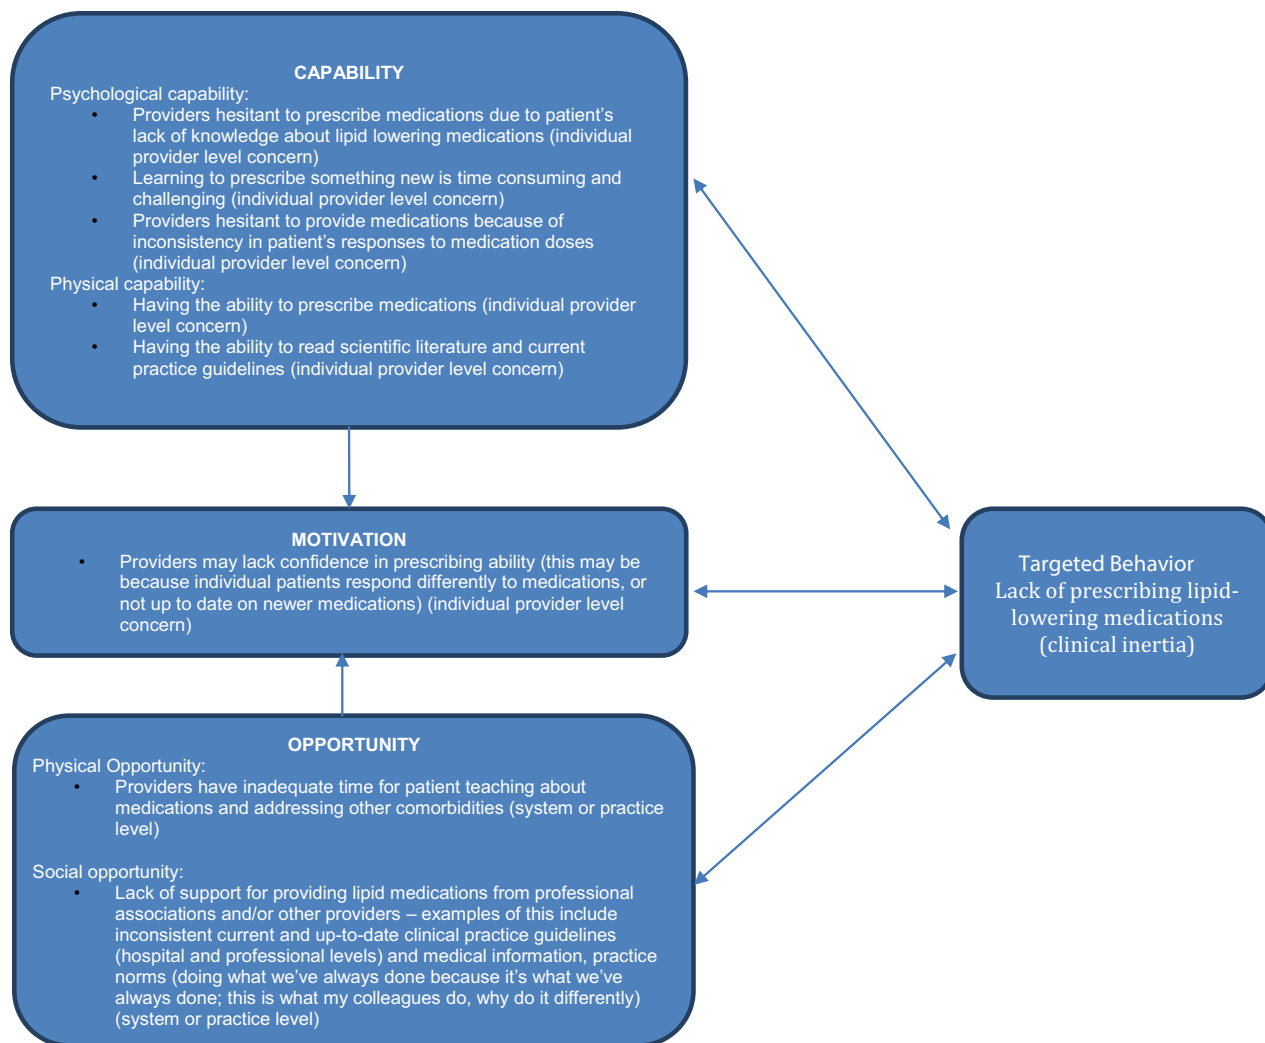 CAPABILITY
Psychological capability:
• Providers hesitant to prescribe medications due to patient’s
lack of knowledge about lipid lowering medications (individual
provider level concern)
• Learning to prescribe something new is time consuming and
challenging (individual provider level concern)
• Providers hesitant to provide medications because of
inconsistency in patient’s responses to medication doses
(individual provider level concern)
Physical capability:
• Having the ability to prescribe medications (individual provider
level concern)
• Having the ability to read scientific literature and current
practice guidelines (individual provider level concern)
MOTIVATION
• Providers may lack confidence in prescribing ability (this may be
because individual patients respond differently to medications, or
not up to date on newer medications) (individual provider level
concern)
Targeted Behavior
Lack of prescribing lipid-
lowering medications
(clinical inertia)
OPPORTUNITY
Physical Opportunity:
• Providers have inadequate time for patient teaching about
medications and addressing other comorbidities (system or practice
level)
Social opportunity:
• Lack of support for providing lipid medications from professional
associations and/or other providers – examples of this include
inconsistent current and up-to-date clinical practice guidelines
(hospital and professional levels) and medical information, practice
norms (doing what we’ve always done because it’s what we’ve
always done; this is what my colleagues do, why do it differently)
(system or practice level)